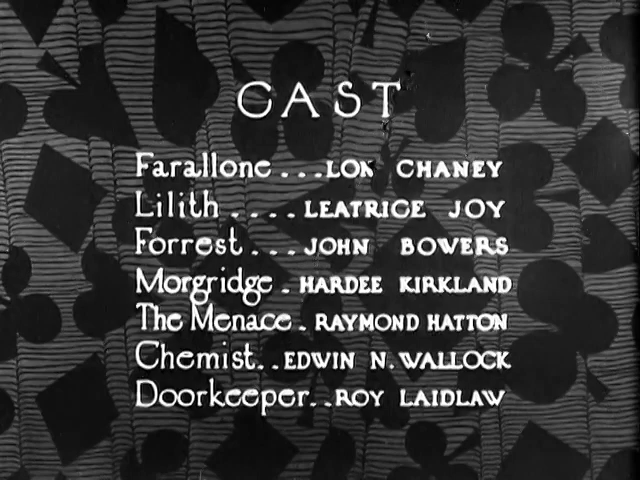 CAST
Farallone...LON CHANEY
Lilith....LEATRICE JOY
Forrest...JOHN BOWERS
Morgridge.HARDEE KIRKLAND
The Menace.RAYMOND HATTON
Chemist..EDWIN N. WALLOCK
Doorkeeper..ROY LAIDLAW